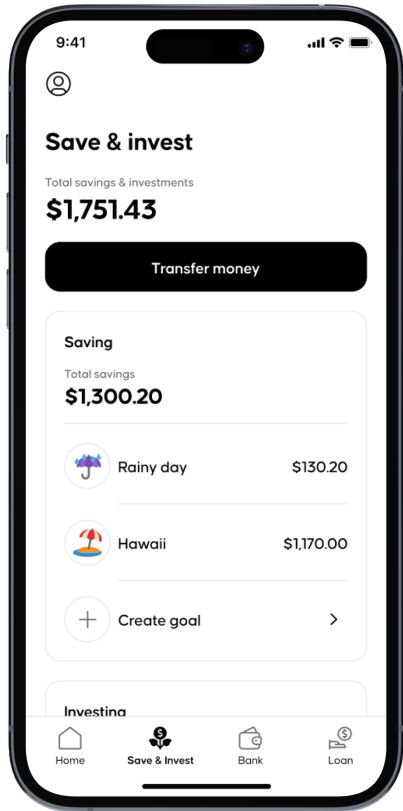 9:41
Save & invest
Total savings & investments
$1,751.43
Transfer money
Saving
Total savings
$1,300.20
Rainy day $130.20
Hawaii $1,170.00
Create goal
Investing
Home Save & Invest Bank Loan